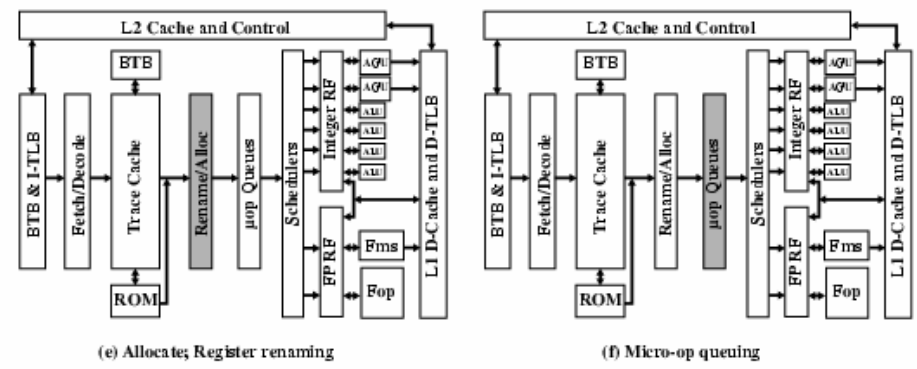 L2 Cache and Control
BTB
BTB & I-TLB
Fetch/Decode
Trace Cache
ROM
Rename/Alloc
µop Queues
Schedulers
Integer RF
FP RF
AGU
AGU
ALU
ALU
ALU
ALU
Fms
Fop
L1 D-Cache and D-TLB
(e) Allocate; Register renaming
L2 Cache and Control
BTB
BTB & I-TLB
Fetch/Decode
Trace Cache
ROM
Rename/Alloc
µop Queues
Schedulers
Integer RF
FP RF
AGU
AGU
ALU
ALU
ALU
ALU
Fms
Fop
L1 D-Cache and D-TLB
(f) Micro-op queuing